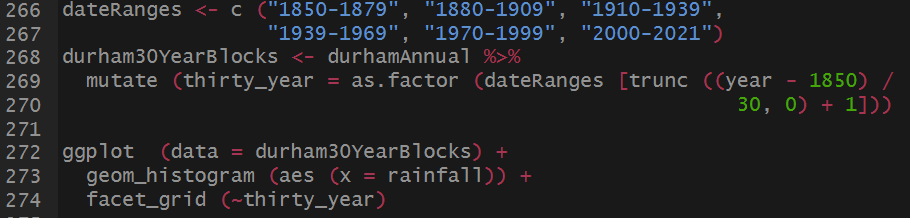 266 dateRanges <- c ("1850-1879", "1880-1909", "1910-1939",
267 "1939-1969", "1970-1999", "2000-2021")
268 durham30YearBlocks <- durhamAnnual %>%
269 mutate (thirty_year = as.factor (dateRanges [trunc ((year - 1850) /
270 30, 0) + 1]))
271
272 ggplot  (data = durham30YearBlocks) +
273 geom_histogram (aes (x = rainfall)) +
274 facet_grid (~thirty_year)